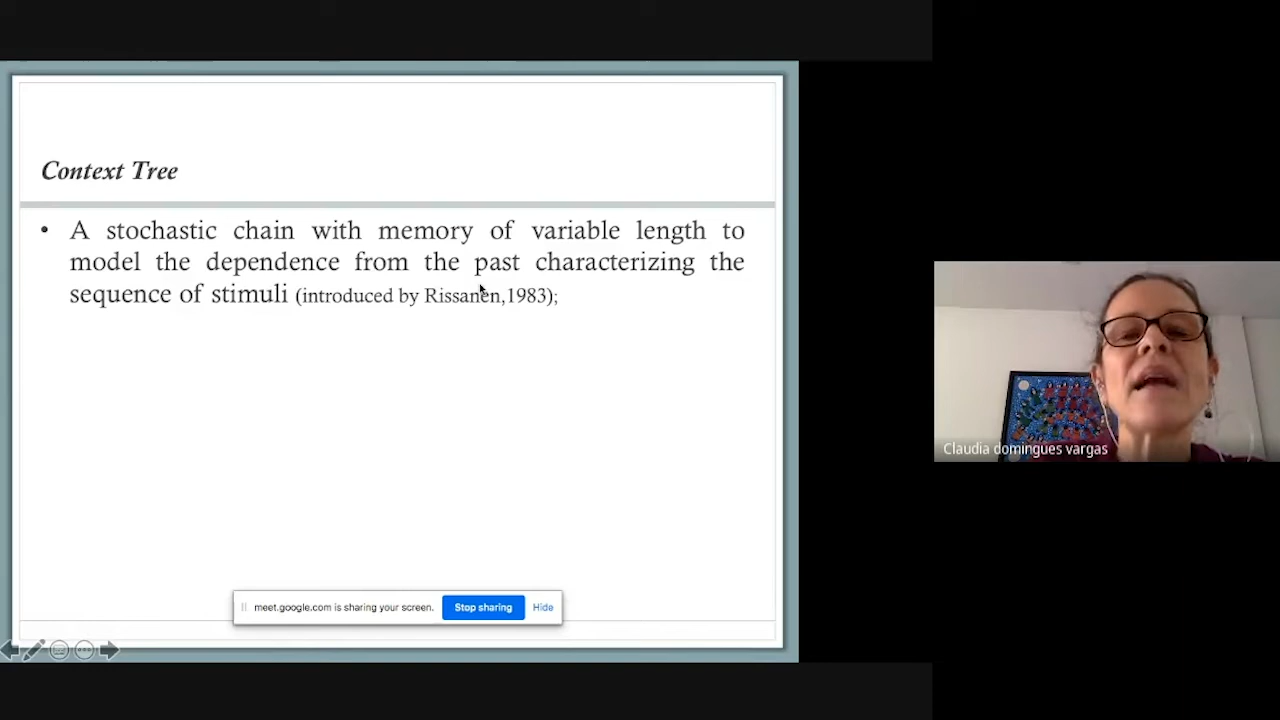 Context Tree
• A stochastic chain with memory of variable length to
model the dependence from the past characterizing the
sequence of stimuli (introduced by Rissanen,1983);
meet.google.com is sharing your screen. Stop sharing Hide
Claudia domingues vargas